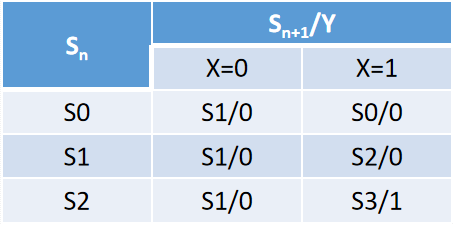 Sn Sn+1/Y
X=0 X=1
S0 S1/0 S0/0
S1 S1/0 S2/0
S2 S1/0 S3/1